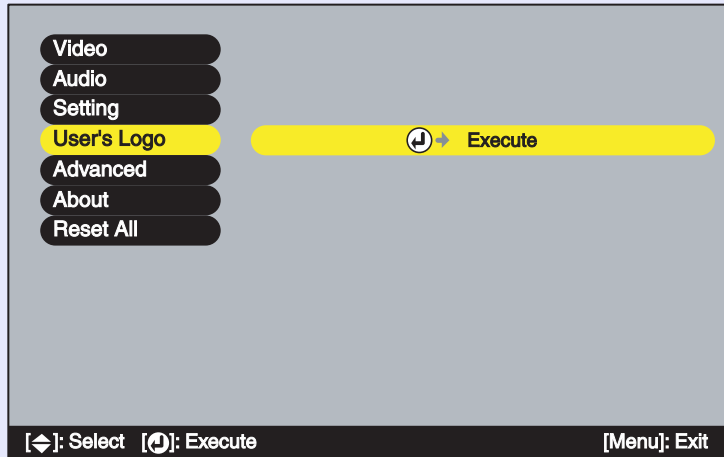 Video
Audio
Setting
User's Logo Execute
Advanced
About
Reset All
[]: Select []: Execute [Menu]: Exit